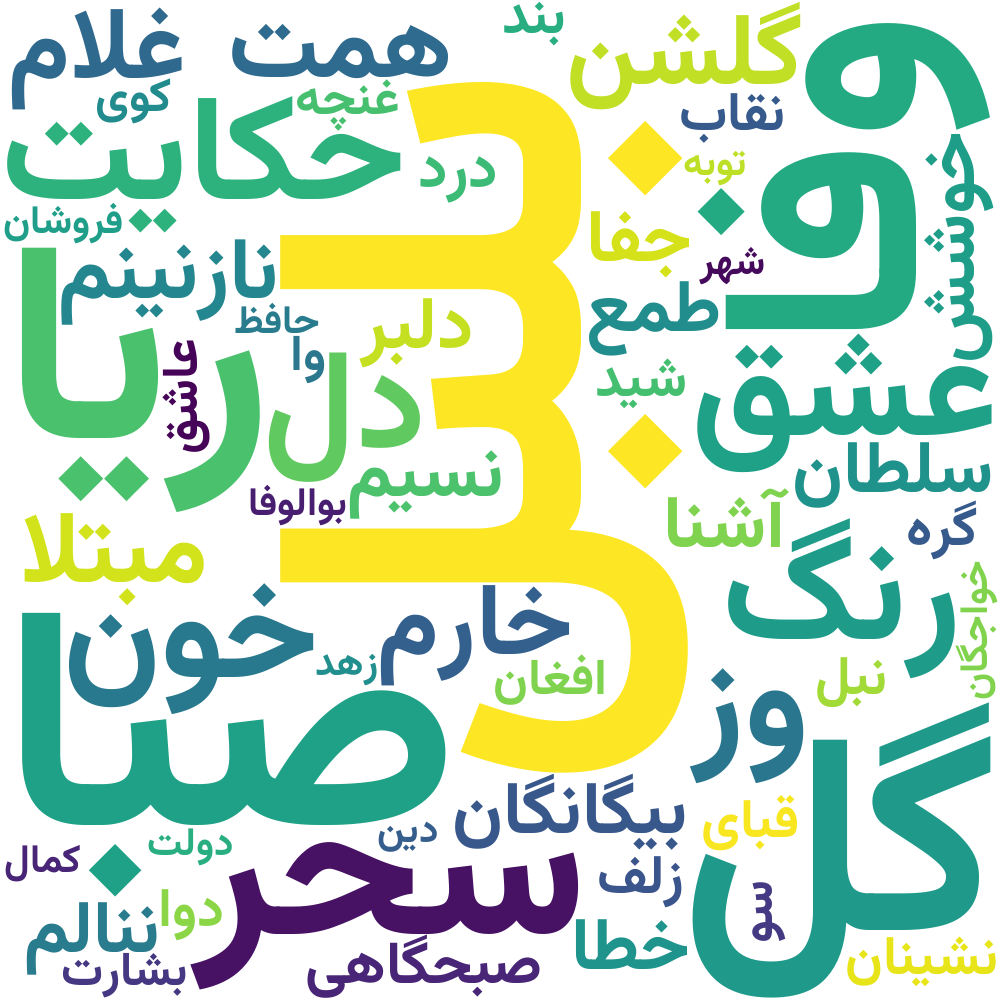 بند
غلام
همت
گلشن
وفا
کوی
غنچه
نقاب
حکایت
درد
توبه
خوشش
فروشان
بلبل
جفا
شهر
نازنینم
حافظ
دلبر
طمع
ریا
وا
عاشق
دل
شید
عشق
نسیم
سلطان
بوالوفا
آشنا
گره
مبتلا
رنگ
خواجگان
خون
خارم
زهد
افغان
نبل
صبا
وز
گل
بیگانگان
قبای
دین
دولت
کمال
سحر
زلف
دوا
سو
ننالم
خطا
بشارت
صبحگاهی
نشینان